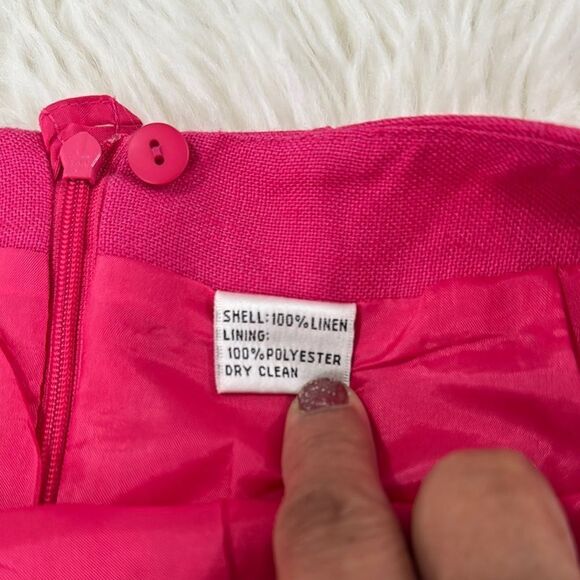 SHELL: 100% LINEN
LINING:
100% POLYESTER
DRY CLEAN